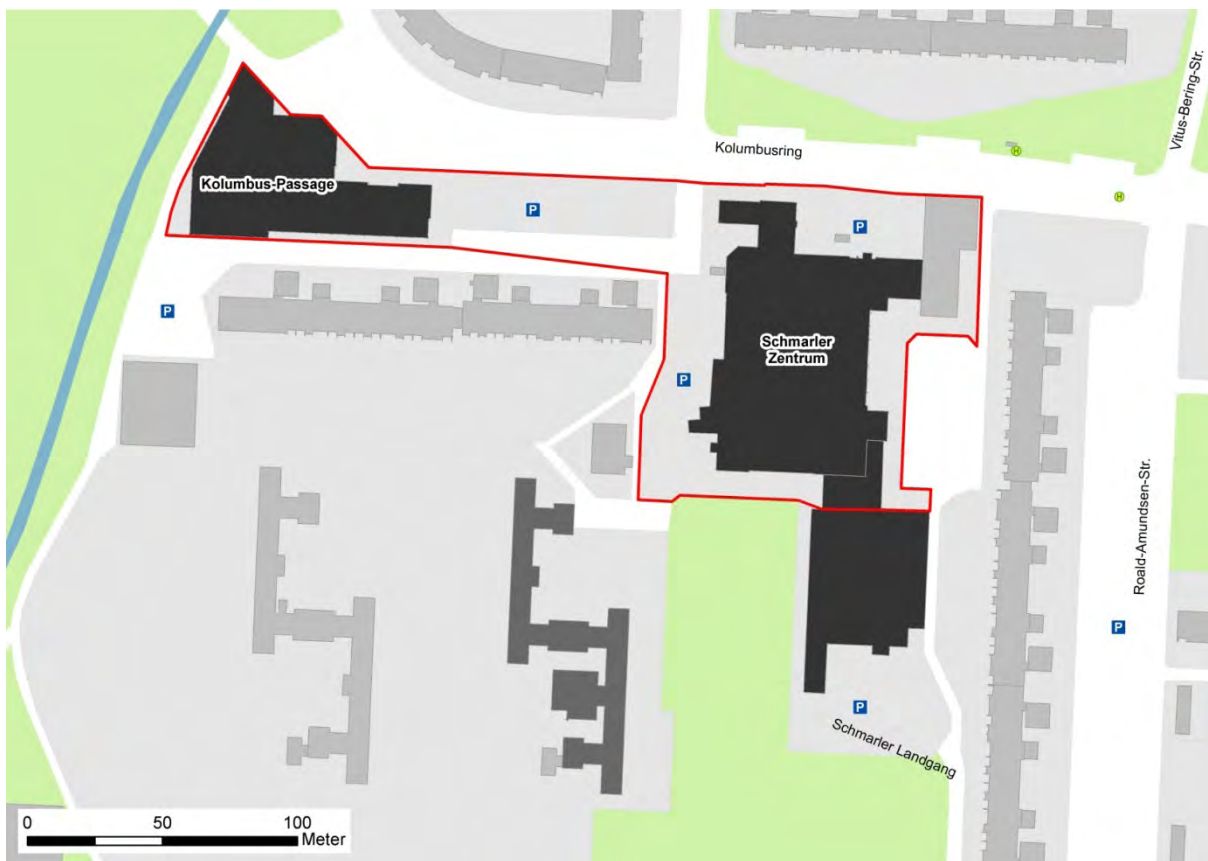 Vitus-Bering-Str.
Kolumbusring
H
H
Kolumbus-Passage
P
P
P
Schmarler
Zentrum
P
Roald-Amundsen-Str.
P
P
Schmarler Landgang
0 50 100
Meter